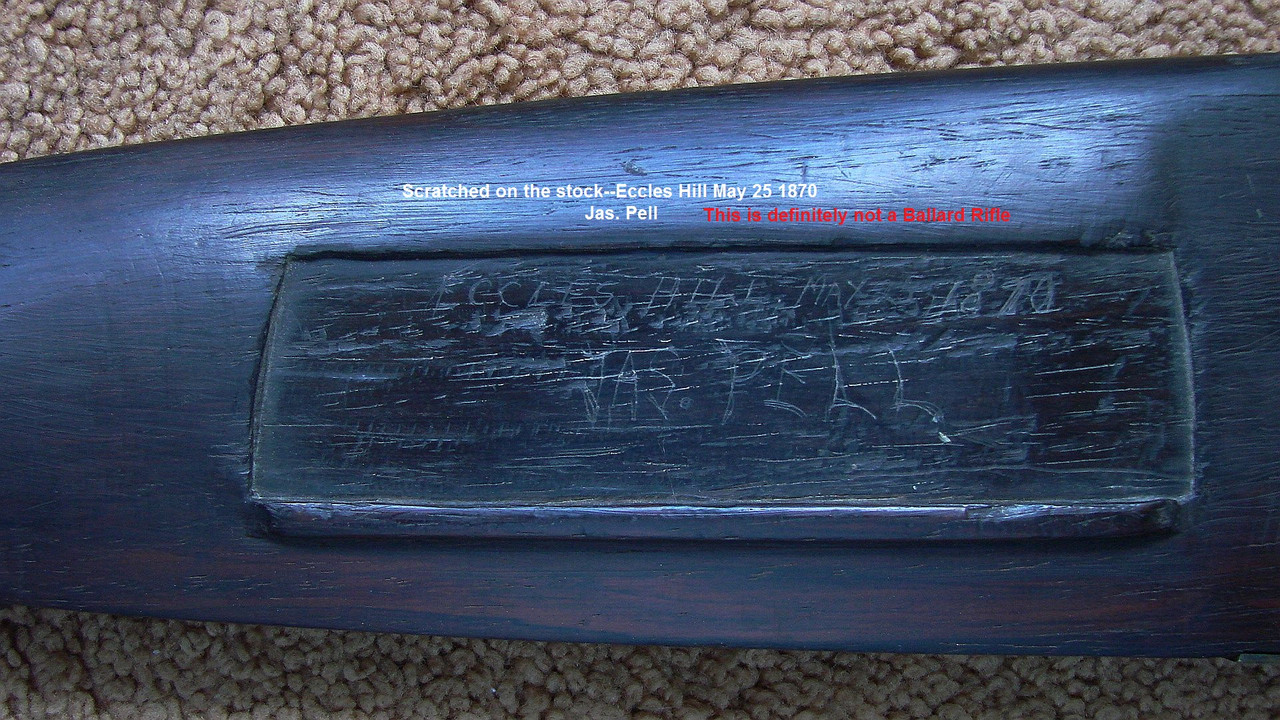 Scratched on the stock--Eccles Hill May 25 1870
Jas. Pell
This is definitely not a Ballard Rifle
ECCLES HILL MAY 1870
JAS. PELL